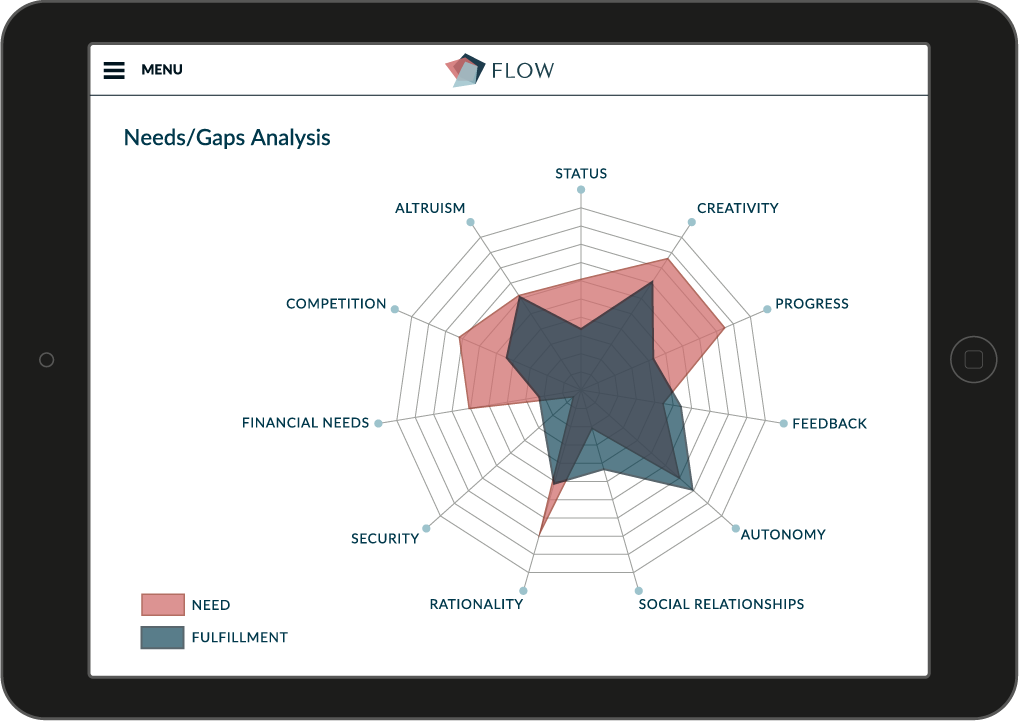 MENU
FLOW
Needs/Gaps Analysis
STATUS
ALTRUISM
CREATIVITY
COMPETITION
PROGRESS
FINANCIAL NEEDS
FEEDBACK
SECURITY
AUTONOMY
RATIONALITY
SOCIAL RELATIONSHIPS
NEED
FULFILLMENT